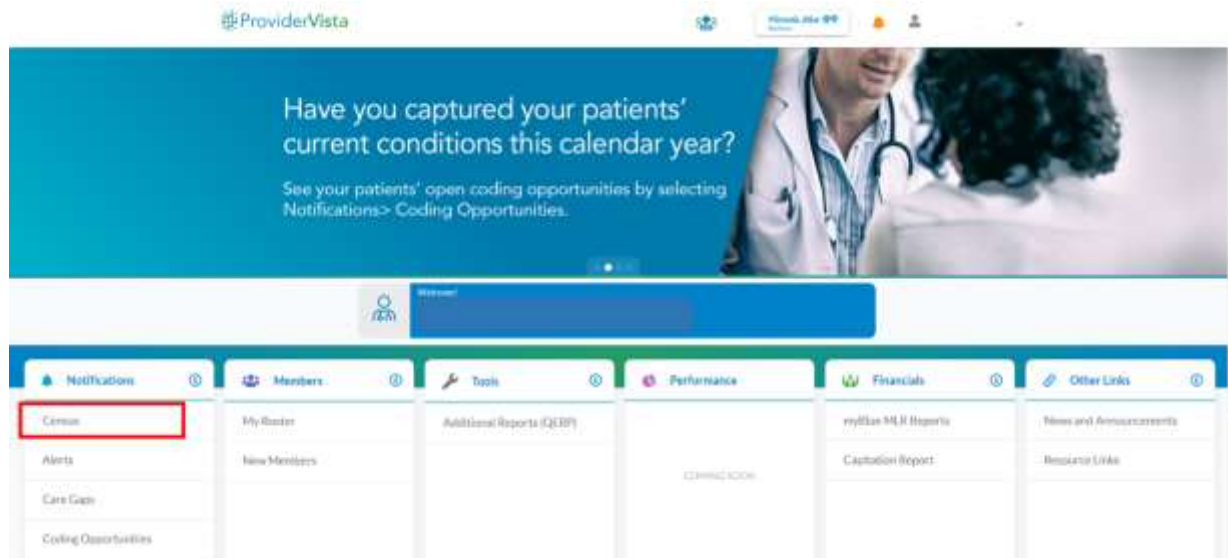 ProviderVista
Have you captured your patients'
current conditions this calendar year?
See your patients' open coding opportunities by selecting
Notifications> Coding Opportunities.
Welcome!
Notifications
Members
Tools
Performance
Financials
Other Links
Census
My Roster
Additional Reports (QERP)
myBlue MLR Reports
News and Announcements
Alerts
New Members
COMING SOON
Capitation Report
Resource Links
Care Gaps
Coding Opportunities